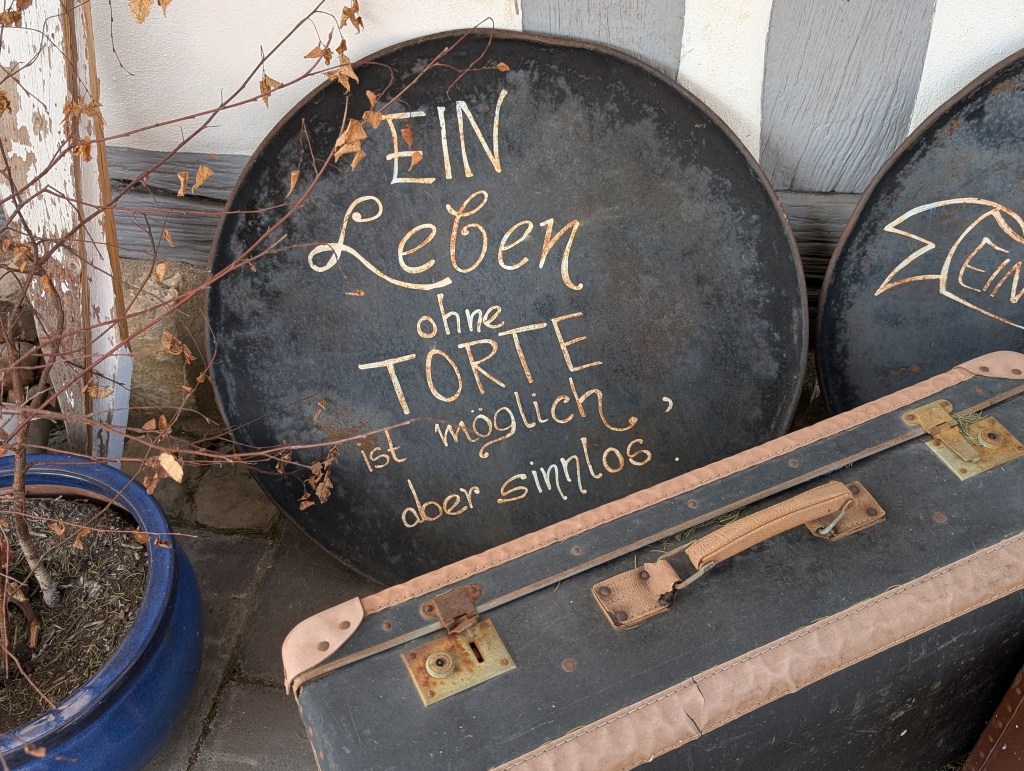 EIN
Leben
ohne
TORTE
ist möglich,
aber sinnlos.
EIN